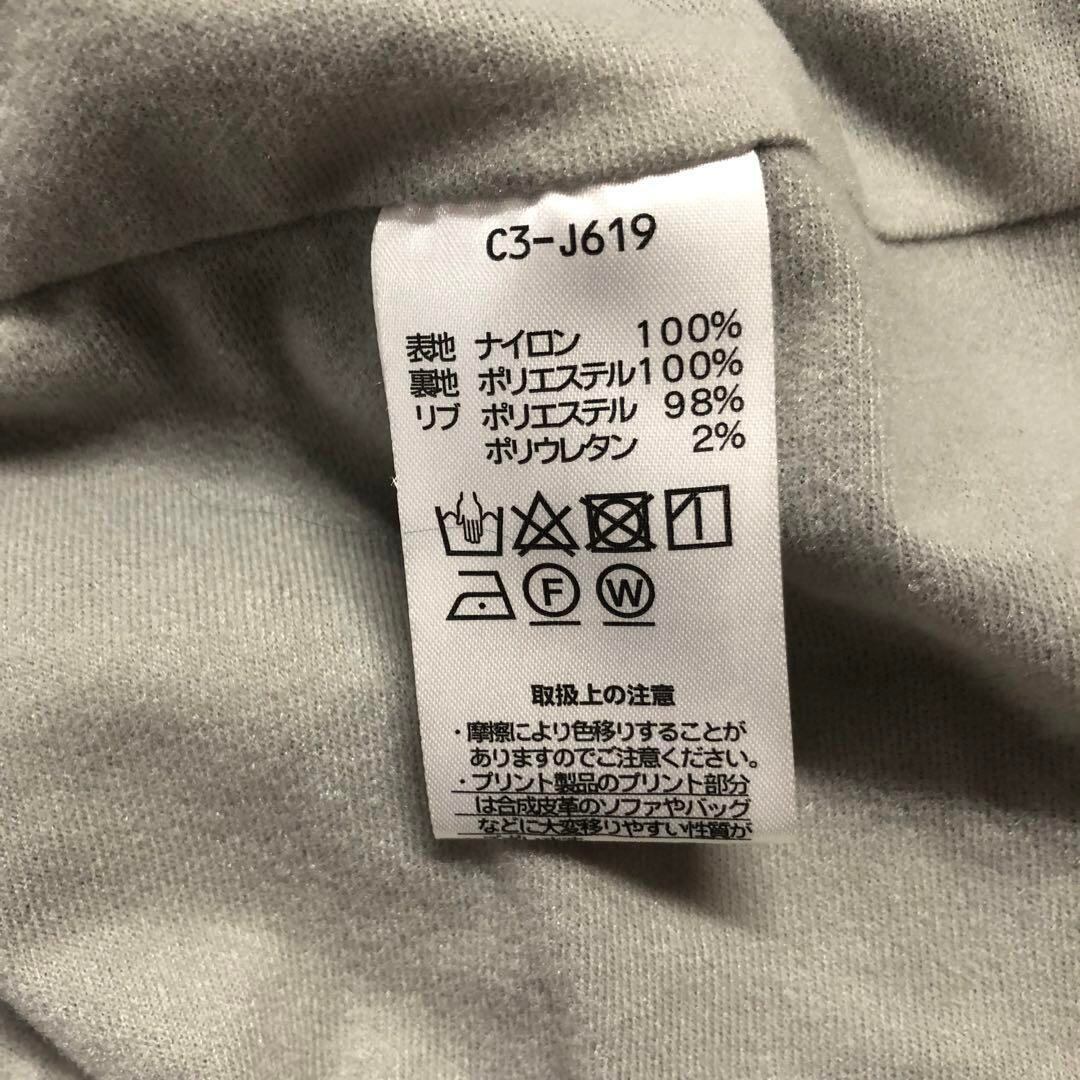 C3-J619
表地 ナイロン 100%
裏地 ポリエステル 100%
リブ ポリエステル 98%
ポリウレタン 2%
F W
取扱上の注意
・摩擦により色移りすることが
ありますのでご注意ください。
・プリント製品のプリント部分
は合成皮革のソファやバッグ
などに大変移りやすい性質が